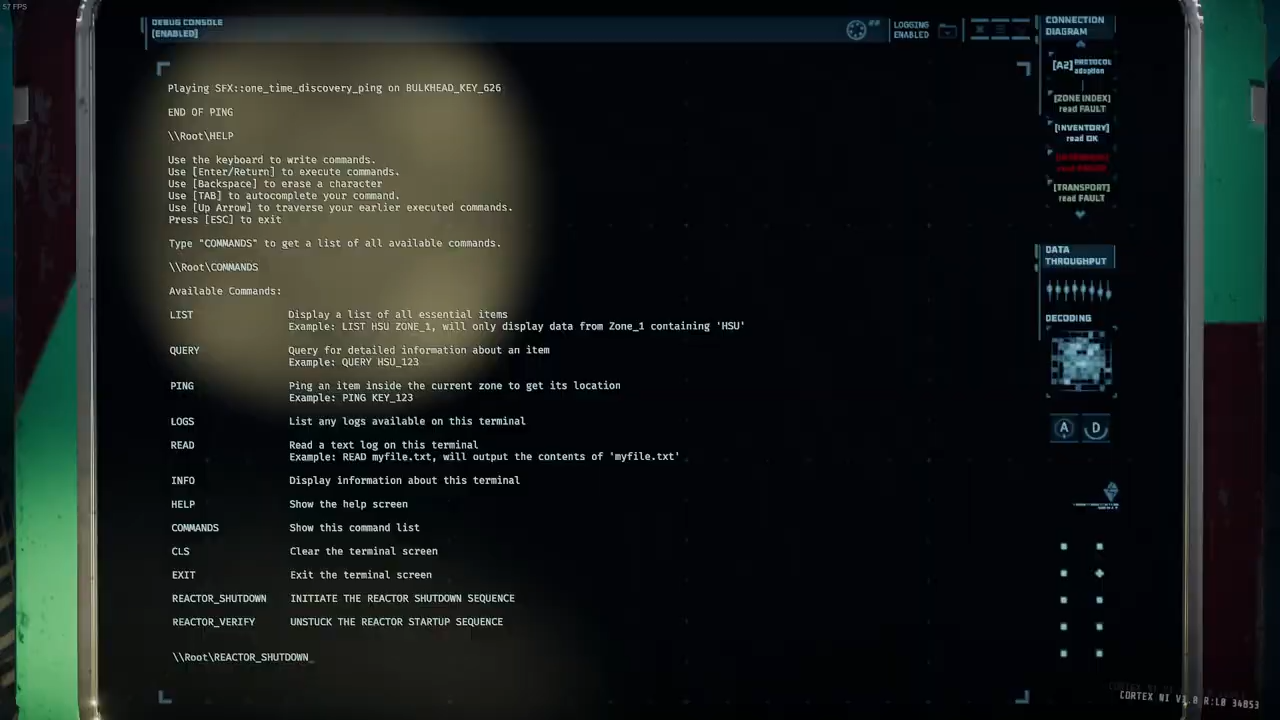 57 FPS
DEBUG CONSOLE
[ENABLED]
LOGGING
ENABLED
CONNECTION
DIAGRAM
[A2] PROTOCOL
adoption
[ZONE INDEX]
read FAULT
[INVENTORY]
read OK
[TRANSPORT]
read FAULT
DATA
THROUGHPUT
DECODING
A D
Playing SFX::one_time_discovery_ping on BULKHEAD_KEY_626
END OF PING
\\Root\HELP
Use the keyboard to write commands.
Use [Enter/Return] to execute commands.
Use [Backspace] to erase a character
Use [TAB] to autocomplete your command.
Use [Up Arrow] to traverse your earlier executed commands.
Press [ESC] to exit
Type "COMMANDS" to get a list of all available commands.
\\Root\COMMANDS
Available Commands:
LIST Display a list of all essential items
Example: LIST HSU ZONE_1, will only display data from Zone_1 containing 'HSU'
QUERY Query for detailed information about an item
Example: QUERY HSU_123
PING Ping an item inside the current zone to get its location
Example: PING KEY_123
LOGS List any logs available on this terminal
READ Read a text log on this terminal
Example: READ myfile.txt, will output the contents of 'myfile.txt'
INFO Display information about this terminal
HELP Show the help screen
COMMANDS Show this command list
CLS Clear the terminal screen
EXIT Exit the terminal screen
REACTOR_SHUTDOWN INITIATE THE REACTOR SHUTDOWN SEQUENCE
REACTOR_VERIFY UNSTUCK THE REACTOR STARTUP SEQUENCE
\\Root\REACTOR_SHUTDOWN_
CORTEX NI V1.8 R:L0 34853